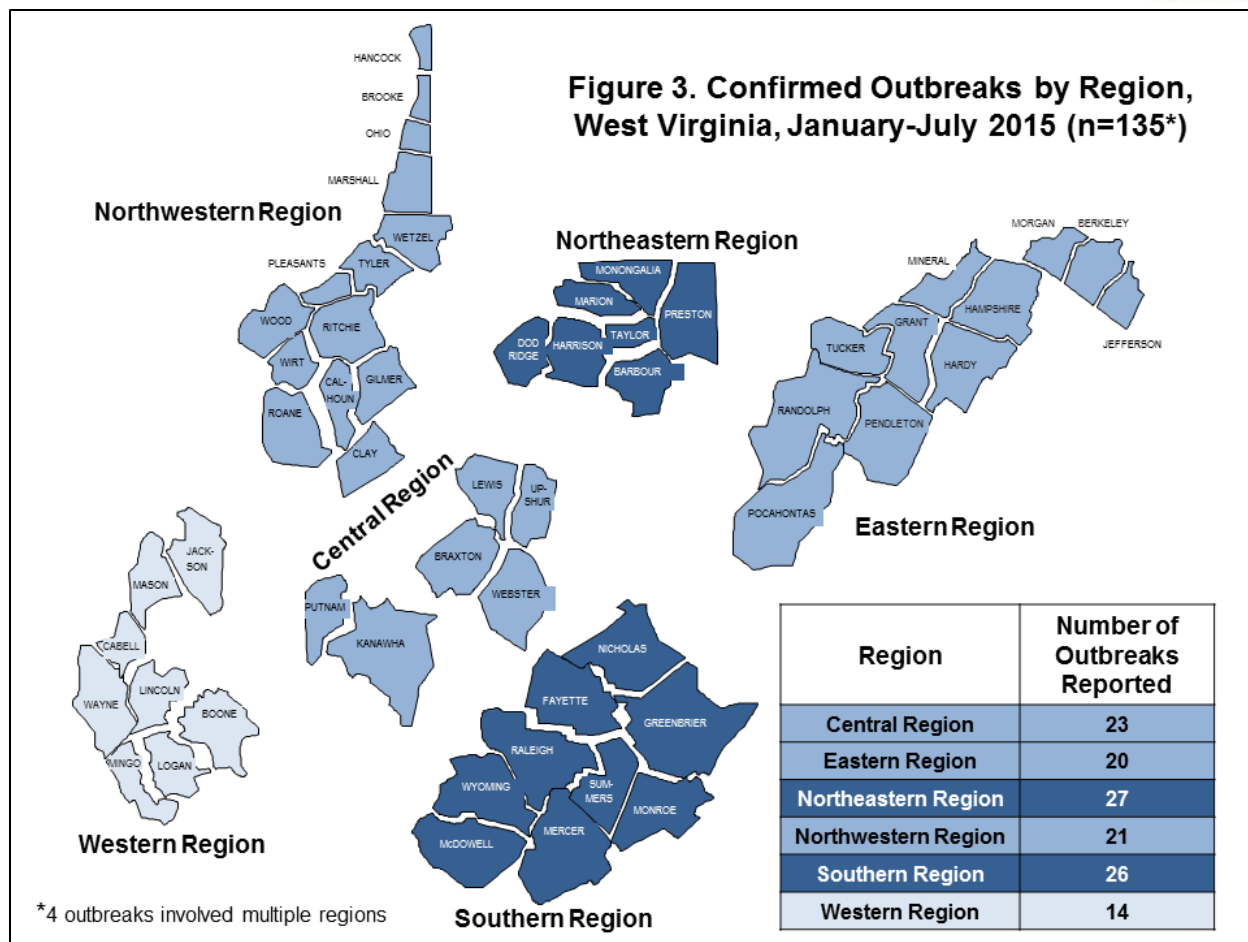 Figure 3. Confirmed Outbreaks by Region,
West Virginia, January-July 2015 (n=135*)
HANCOCK
BROOKE
OHIO
MARSHALL
Northwestern Region
WETZEL
PLEASANTS
TYLER
WOOD
RITCHIE
WIRT
CAL-
HOUN
GILMER
ROANE
CLAY
Northeastern Region
MONONGALIA
MARION
PRESTON
TAYLOR
DOD
RIDGE
HARRISON
BARBOUR
MORGAN
BERKELEY
MINERAL
HAMPSHIRE
GRANT
JEFFERSON
TUCKER
HARDY
RANDOLPH
PENDLETON
POCAHONTAS
Eastern Region
Central Region
LEWIS
UP-
SHUR
BRAXTON
WEBSTER
PUTNAM
KANAWHA
JACK-
SON
MASON
CABELL
WAYNE
LINCOLN
BOONE
MINGO
LOGAN
Western Region
NICHOLAS
FAYETTE
GREENBRIER
RALEIGH
WYOMING
SUM-
MERS
MONROE
MERCER
McDOWELL
Southern Region
Region Number of
Outbreaks
Reported
Central Region 23
Eastern Region 20
Northeastern Region 27
Northwestern Region 21
Southern Region 26
Western Region 14
*4 outbreaks involved multiple regions